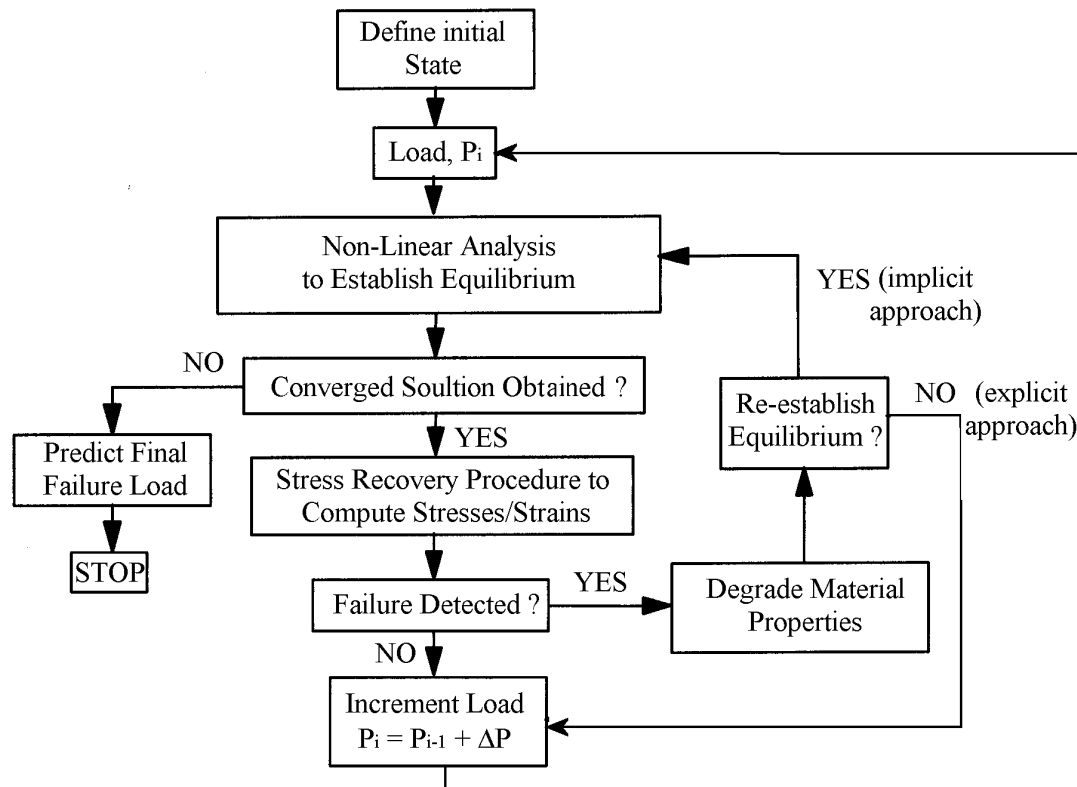 Define initial
State
Load, Pi
Non-Linear Analysis
to Establish Equilibrium
YES (implicit
approach)
NO
Converged Soultion Obtained ?
Re-establish
Equilibrium ?
NO (explicit
approach)
YES
Predict Final
Failure Load
Stress Recovery Procedure to
Compute Stresses/Strains
STOP
Failure Detected ?
YES
Degrade Material
Properties
NO
Increment Load
Pi = Pi-1 + ΔP